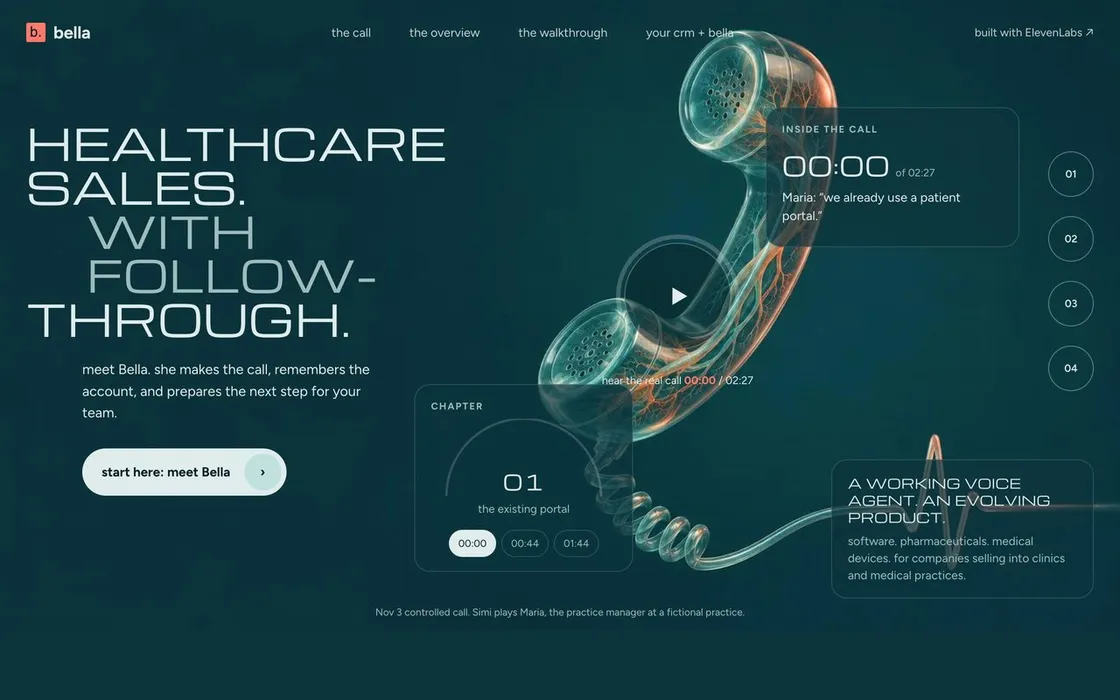 b. bella
the call
the overview
the walkthrough
your crm + bella
built with ElevenLabs ↗
HEALTHCARE
SALES.
WITH
FOLLOW-
THROUGH.
meet Bella. she makes the call, remembers the
account, and prepares the next step for your
team.
start here: meet Bella ›
INSIDE THE CALL
00:00 of 02:27
Maria: “we already use a patient
portal.”
01
02
03
04
hear the real call 00:00 / 02:27
CHAPTER
01
the existing portal
00:00
00:44
01:44
A WORKING VOICE
AGENT. AN EVOLVING
PRODUCT.
software. pharmaceuticals. medical
devices. for companies selling into clinics
and medical practices.
Nov 3 controlled call. Simi plays Maria, the practice manager at a fictional practice.